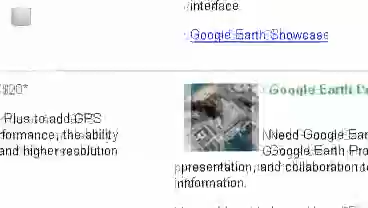 interface
Google Earth Showcase
$20*
Google Earth
Plus to add GPS
formance, the ability
and higher resolution
Need Google Ear
Google Earth Pro
presentation, and collaboration to
information.